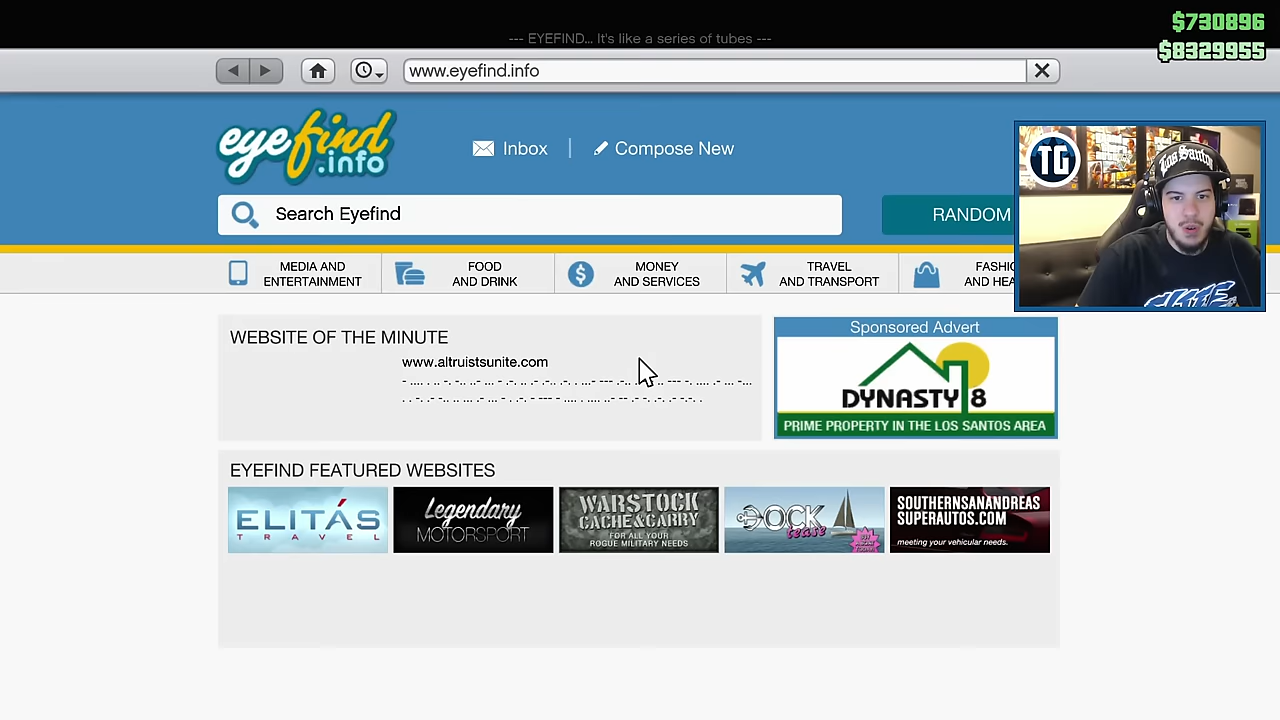 $730896
--- EYEFIND... It's like a series of tubes ---
$8329955
www.eyefind.info
eyefind.info
Inbox
Compose New
TG
Los Santos
Search Eyefind
RANDOM
MEDIA AND ENTERTAINMENT
FOOD AND DRINK
MONEY AND SERVICES
TRAVEL AND TRANSPORT
WEBSITE OF THE MINUTE
www.altruistsunite.com
Sponsored Advert
DYNASTY 8
PRIME PROPERTY IN THE LOS SANTOS AREA
EYEFIND FEATURED WEBSITES
ELITÁS
TRAVEL
Legendary
MOTORSPORT
WARSTOCK
CACHE&CARRY
FOR ALL YOUR
ROGUE MILITARY NEEDS
DOCK
tease
SOUTHERNSANANDREAS
SUPERAUTOS.COM
meeting your vehicular needs.